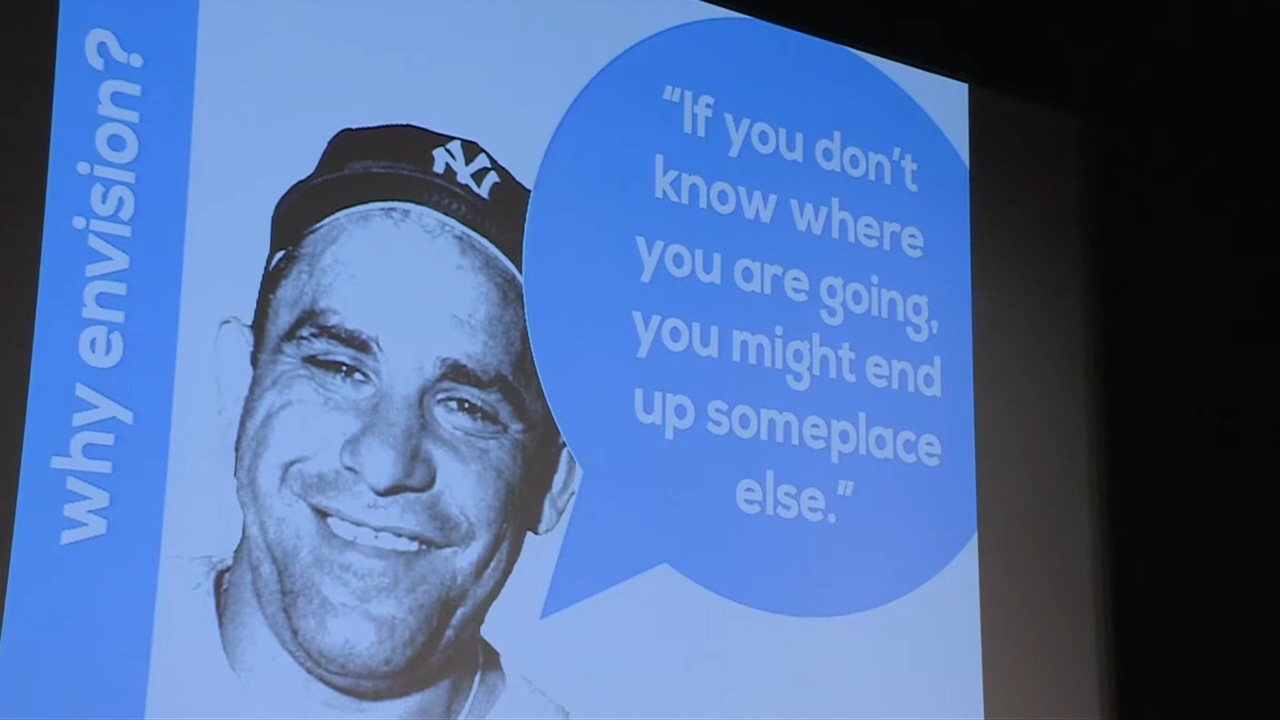 why envision?
NY
“If you don’t
know where
you are going,
you might end
up someplace
else.”